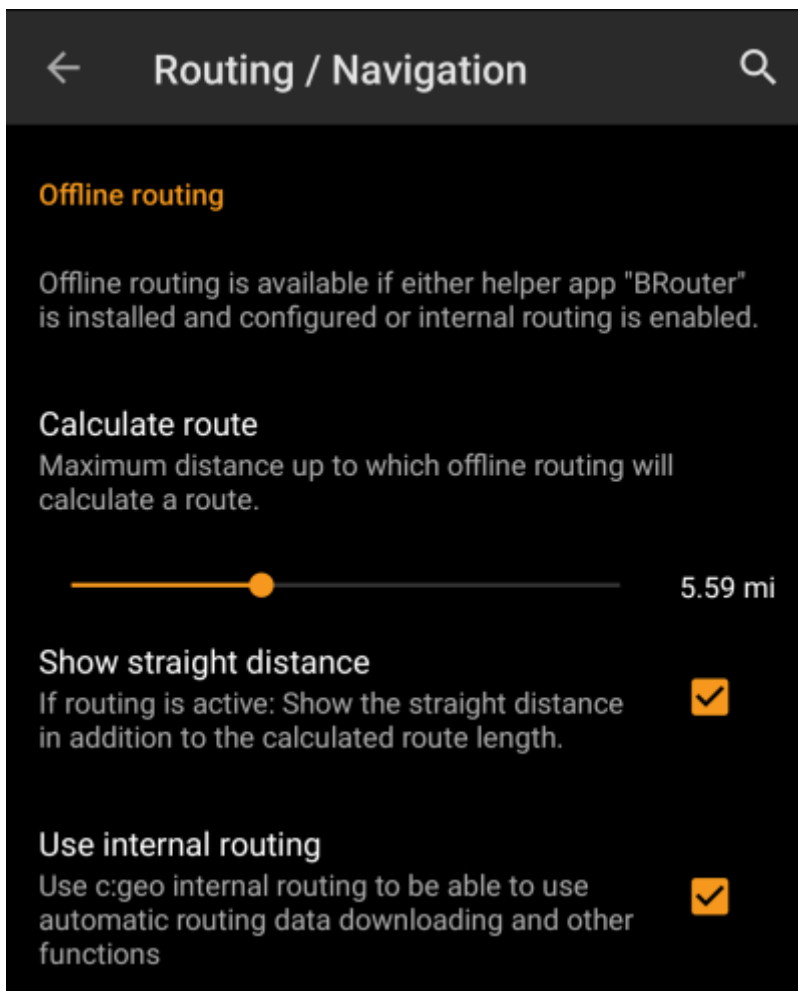 Routing / Navigation
Offline routing
Offline routing is available if either helper app "BRouter"
is installed and configured or internal routing is enabled.
Calculate route
Maximum distance up to which offline routing will
calculate a route.
5.59 mi
Show straight distance
If routing is active: Show the straight distance
in addition to the calculated route length.
Use internal routing
Use c:geo internal routing to be able to use
automatic routing data downloading and other
functions